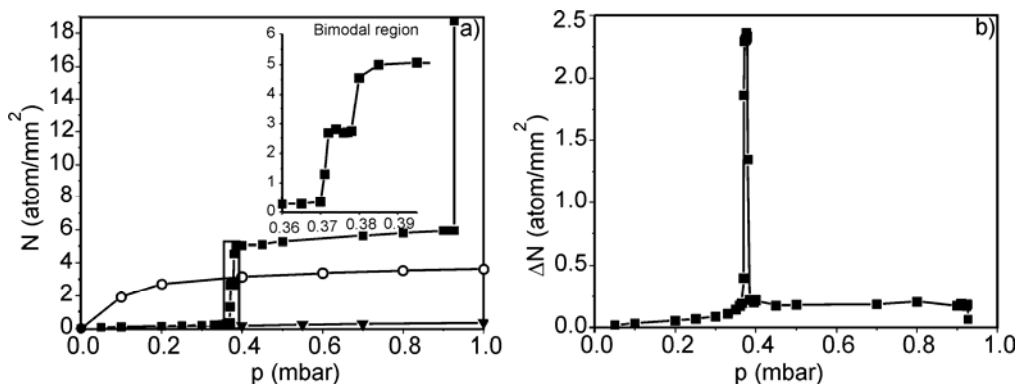 18
16
14
12
10
8
6
4
2
0
N (atom/mm²)
0.0 0.2 0.4 0.6 0.8 1.0
p (mbar)
a)
Bimodal region
6
5
4
3
2
1
0
0.36 0.37 0.38 0.39
b)
2.5
2.0
1.5
1.0
0.5
0.0
ΔN (atom/mm²)
0.0 0.2 0.4 0.6 0.8 1.0
p (mbar)